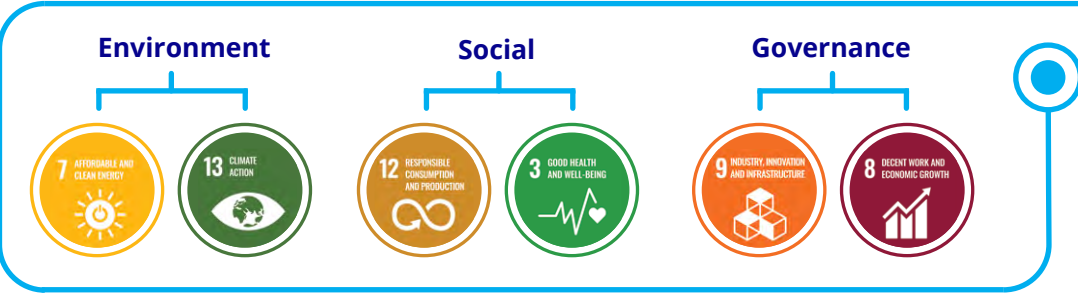 Environment
Social
Governance
7 AFFORDABLE AND
CLEAN ENERGY
13 CLIMATE
ACTION
12 RESPONSIBLE
CONSUMPTION
AND PRODUCTION
3 GOOD HEALTH
AND WELL-BEING
9 INDUSTRY, INNOVATION
AND INFRASTRUCTURE
8 DECENT WORK AND
ECONOMIC GROWTH